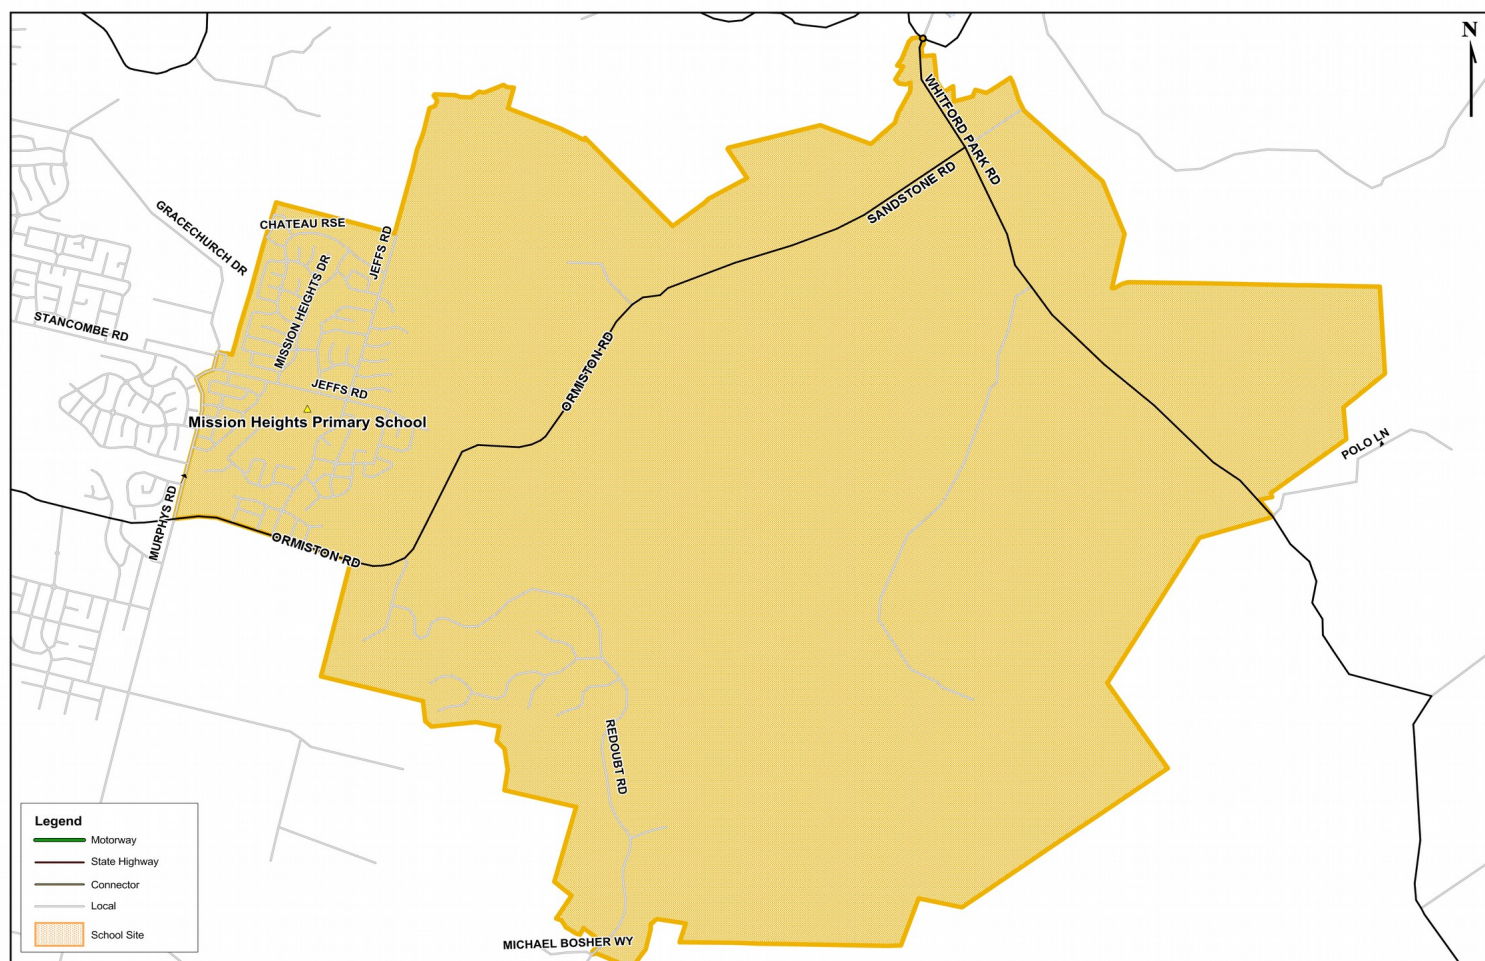 N
WHITFORD PARK RD
SANDSTONE RD
GRACECHURCH DR
CHATEAU RSE
JEFFS RD
MISSION HEIGHTS DR
STANCOMBE RD
ORMISTON RD
JEFFS RD
Mission Heights Primary School
POLO LN
MURPHYS RD
ORMISTON RD
REDOUBT RD
MICHAEL BOSHER WY
Legend
Motorway
State Highway
Connector
Local
School Site